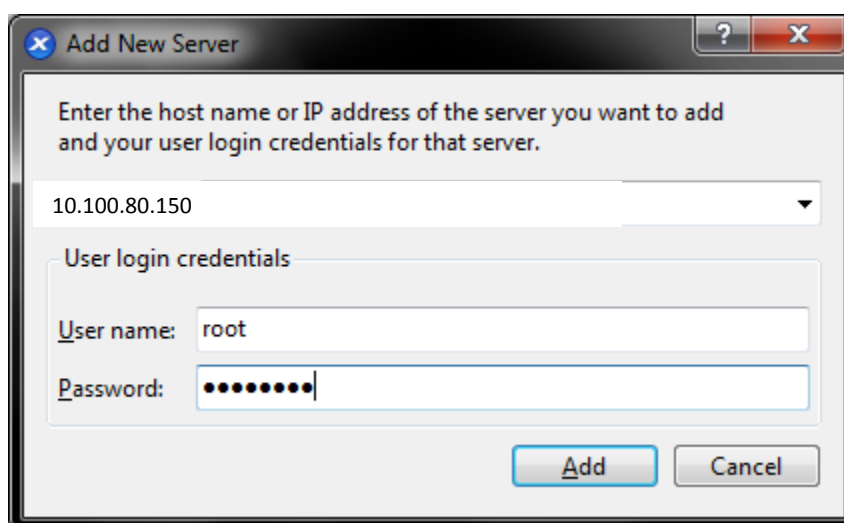 Add New Server
?
Enter the host name or IP address of the server you want to add
and your user login credentials for that server.
10.100.80.150
User login credentials
User name: root
Password: ●●●●●●●●
Add Cancel